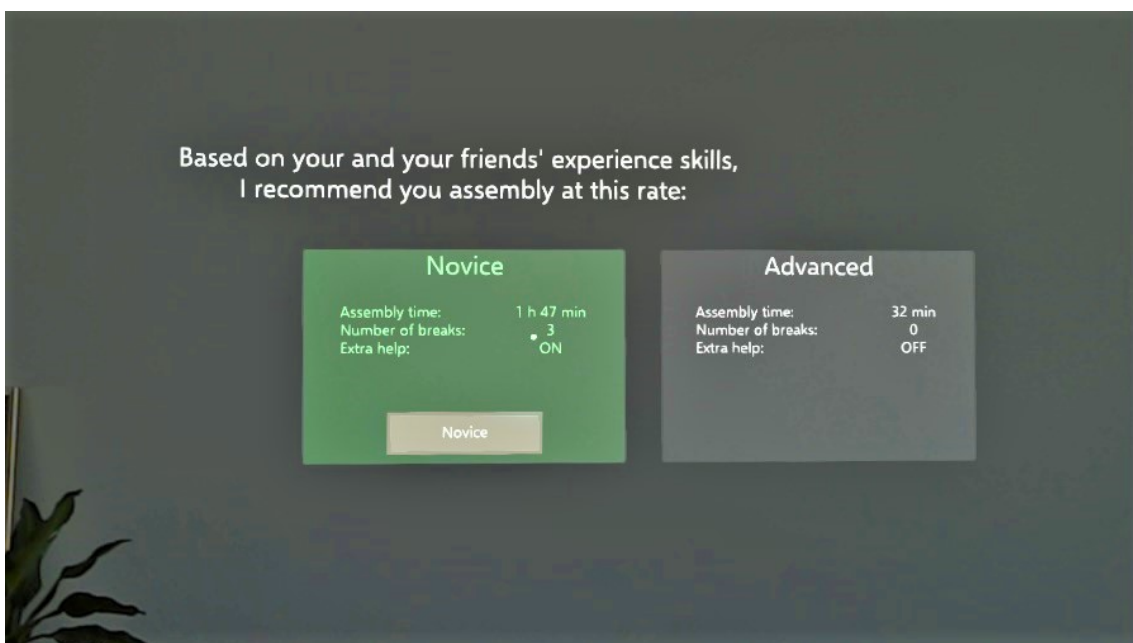 Based on your and your friends' experience skills,
I recommend you assembly at this rate:
Novice
Assembly time: 1 h 47 min
Number of breaks: 3
Extra help: ON
Novice
Advanced
Assembly time: 32 min
Number of breaks: 0
Extra help: OFF